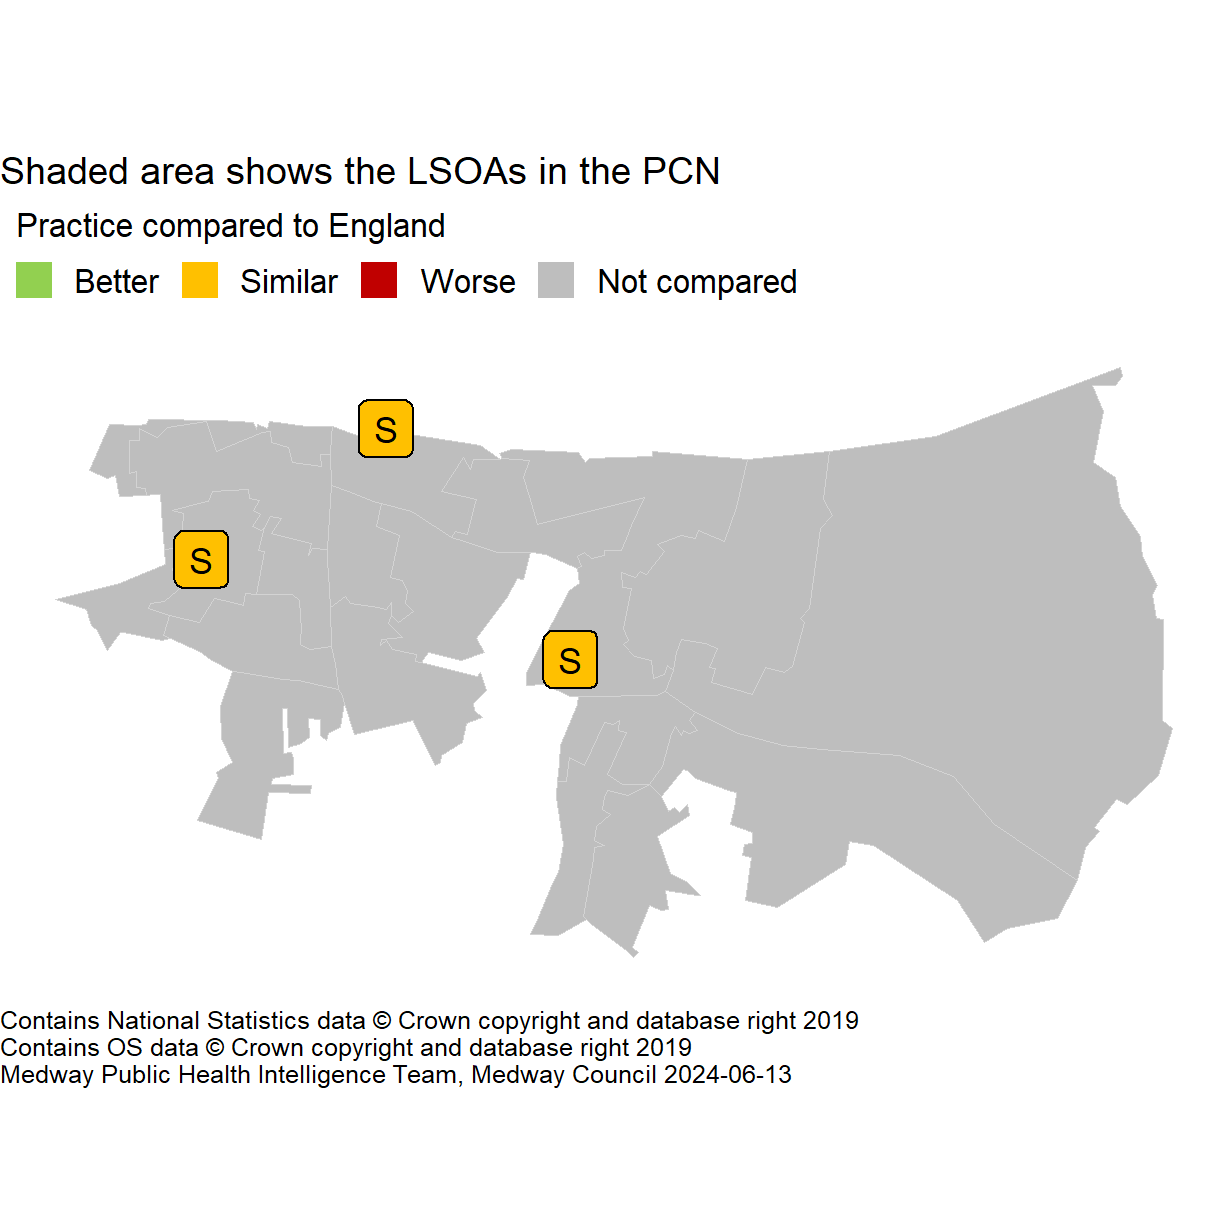 Shaded area shows the LSOAs in the PCN
Practice compared to England
Better Similar Worse Not compared
S
S
S
Contains National Statistics data © Crown copyright and database right 2019
Contains OS data © Crown copyright and database right 2019
Medway Public Health Intelligence Team, Medway Council 2024-06-13